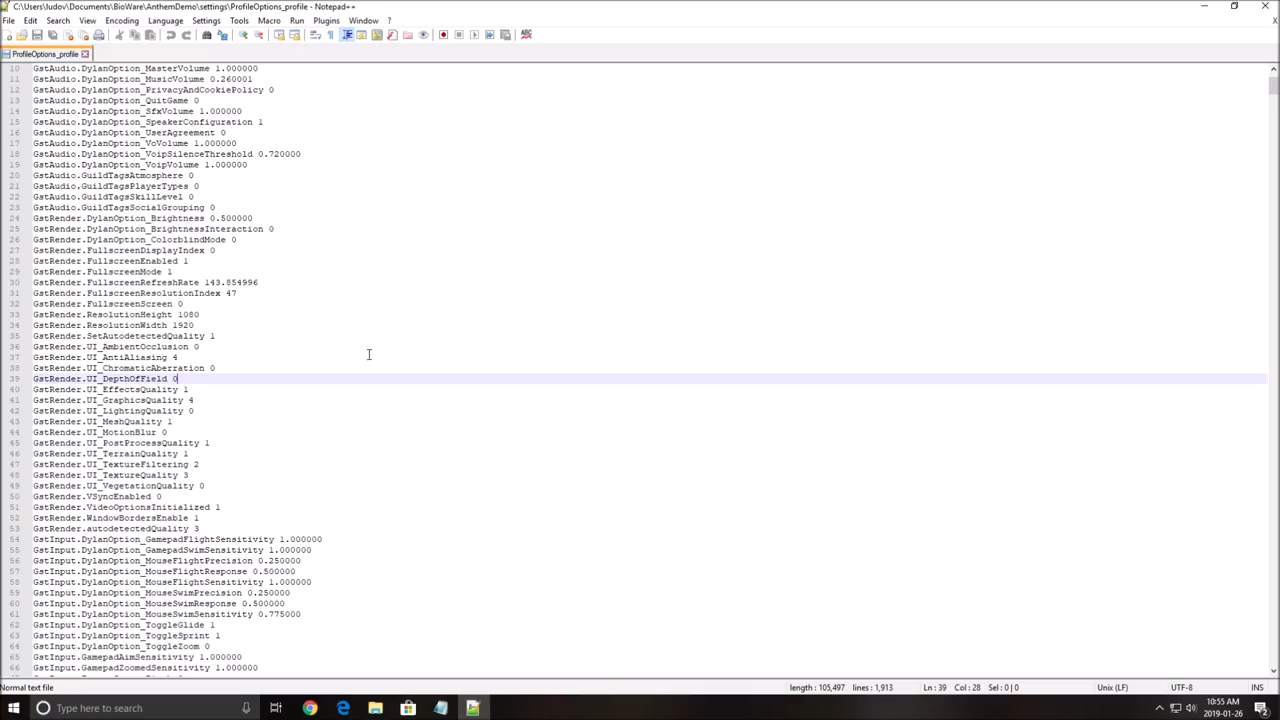 C:\Users\ludov\Documents\BioWare\AnthemDemo\settings\ProfileOptions_profile - Notepad++
File Edit Search View Encoding Language Settings Tools Macro Run Plugins Window ?
ProfileOptions_profile
10 GstAudio.DylanOption_MasterVolume 1.000000
11 GstAudio.DylanOption_MusicVolume 0.260001
12 GstAudio.DylanOption_PrivacyAndCookiePolicy 0
13 GstAudio.DylanOption_QuitGame 0
14 GstAudio.DylanOption_SfxVolume 1.000000
15 GstAudio.DylanOption_SpeakerConfiguration 1
16 GstAudio.DylanOption_UserAgreement 0
17 GstAudio.DylanOption_VoVolume 1.000000
18 GstAudio.DylanOption_VoipSilenceThreshold 0.720000
19 GstAudio.DylanOption_VoipVolume 1.000000
20 GstAudio.GuildTagsAtmosphere 0
21 GstAudio.GuildTagsPlayerTypes 0
22 GstAudio.GuildTagsSkillLevel 0
23 GstAudio.GuildTagsSocialGrouping 0
24 GstRender.DylanOption_Brightness 0.500000
25 GstRender.DylanOption_BrightnessInteraction 0
26 GstRender.DylanOption_ColorblindMode 0
27 GstRender.FullscreenDisplayIndex 0
28 GstRender.FullscreenEnabled 1
29 GstRender.FullscreenMode 1
30 GstRender.FullscreenRefreshRate 143.854996
31 GstRender.FullscreenResolutionIndex 47
32 GstRender.FullscreenScreen 0
33 GstRender.ResolutionHeight 1080
34 GstRender.ResolutionWidth 1920
35 GstRender.SetAutodetectedQuality 1
36 GstRender.UI_AmbientOcclusion 0
37 GstRender.UI_AntiAliasing 4
38 GstRender.UI_ChromaticAberration 0
39 GstRender.UI_DepthOfField 0
40 GstRender.UI_EffectsQuality 1
41 GstRender.UI_GraphicsQuality 4
42 GstRender.UI_LightingQuality 0
43 GstRender.UI_MeshQuality 1
44 GstRender.UI_MotionBlur 0
45 GstRender.UI_PostProcessQuality 1
46 GstRender.UI_TerrainQuality 1
47 GstRender.UI_TextureFiltering 2
48 GstRender.UI_TextureQuality 3
49 GstRender.UI_VegetationQuality 0
50 GstRender.VSyncEnabled 0
51 GstRender.VideoOptionsInitialized 1
52 GstRender.WindowBordersEnable 1
53 GstRender.autodetectedQuality 3
54 GstInput.DylanOption_GamepadFlightSensitivity 1.000000
55 GstInput.DylanOption_GamepadSwimSensitivity 1.000000
56 GstInput.DylanOption_MouseFlightPrecision 0.250000
57 GstInput.DylanOption_MouseFlightResponse 0.500000
58 GstInput.DylanOption_MouseFlightSensitivity 1.000000
59 GstInput.DylanOption_MouseSwimPrecision 0.250000
60 GstInput.DylanOption_MouseSwimResponse 0.500000
61 GstInput.DylanOption_MouseSwimSensitivity 0.775000
62 GstInput.DylanOption_ToggleGlide 1
63 GstInput.DylanOption_ToggleSprint 1
64 GstInput.DylanOption_ToggleZoom 0
65 GstInput.GamepadAimSensitivity 1.000000
66 GstInput.GamepadZoomedSensitivity 1.000000
Normal text file length : 105,497 lines : 1,913 Ln : 39 Col : 28 Sel : 0 | 0 Unix (LF) UTF-8 INS
Type here to search
10:55 AM
2019-01-26
2